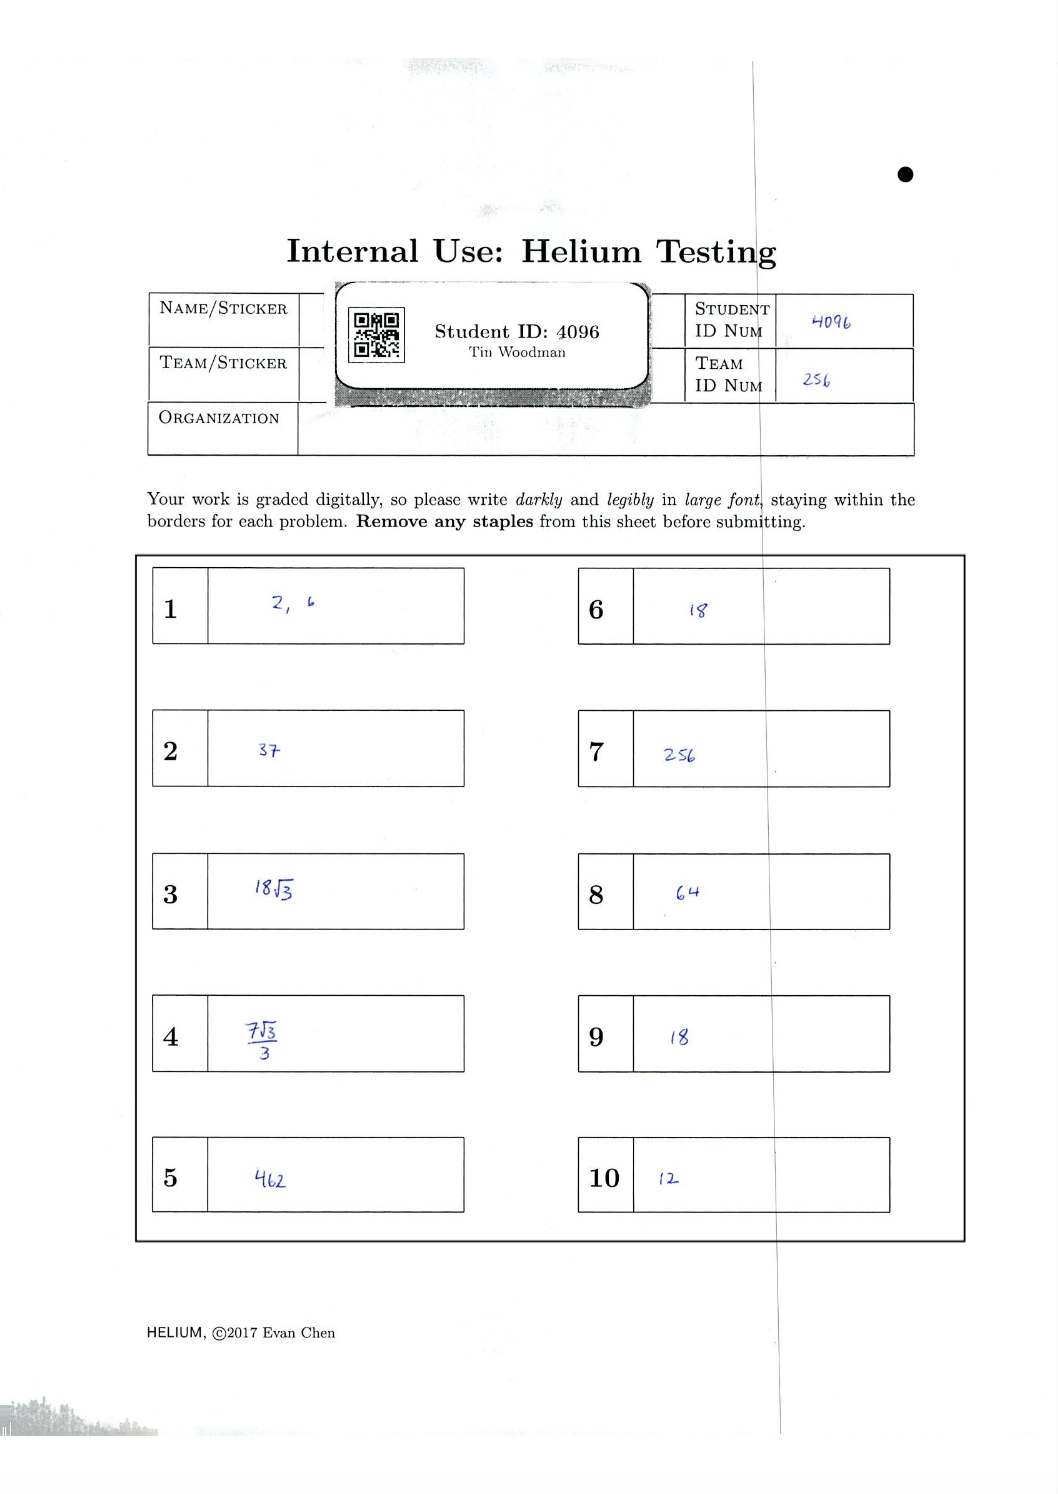 Internal Use: Helium Testing
NAME/STICKER
Student ID: 4096
Tin Woodman
STUDENT ID NUM
4096
TEAM/STICKER
TEAM ID NUM
256
ORGANIZATION
Your work is graded digitally, so please write darkly and legibly in large font, staying within the
borders for each problem. Remove any staples from this sheet before submitting.
1 2, 6
6 18
2 37
7 256
3 18√3
8 64
4 7√3/3
9 18
5 462
10 12
HELIUM, ©2017 Evan Chen